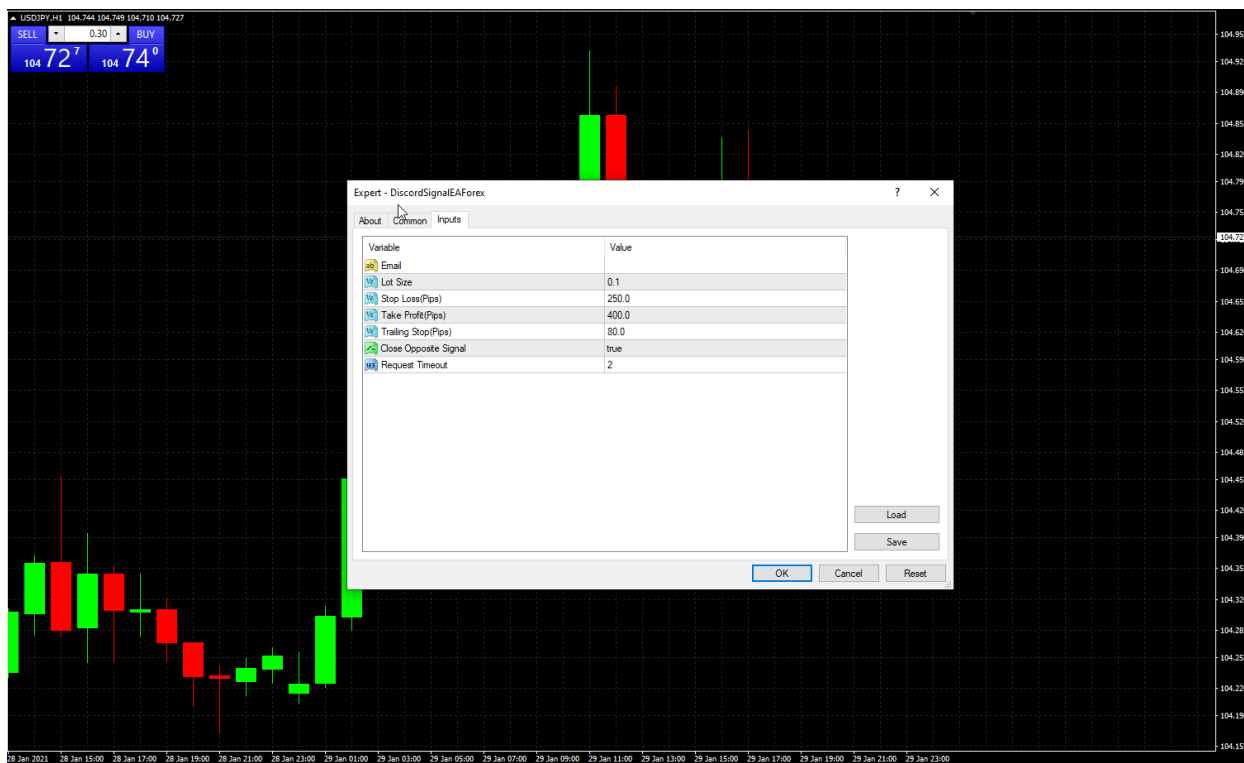 USDJPY,H1 104.744 104.749 104.710 104.727
SELL 0.30 BUY
104 72 7 104 74 0
104.95
104.92
104.89
104.85
104.82
104.79
104.75
104.72
104.69
104.65
104.62
104.59
104.55
104.52
104.48
104.45
104.42
104.39
104.35
104.32
104.28
104.25
104.22
104.19
104.15
Expert - DiscordSignalEAForex ?
About Common Inputs
Variable Value
ab Email
Lot Size 0.1
Stop Loss(Pips) 250.0
Take Profit(Pips) 400.0
Trailing Stop(Pips) 80.0
Close Opposite Signal true
123 Request Timeout 2
Load
Save
OK Cancel Reset
28 Jan 2021 28 Jan 15:00 28 Jan 17:00 28 Jan 19:00 28 Jan 21:00 28 Jan 23:00 29 Jan 01:00 29 Jan 03:00 29 Jan 05:00 29 Jan 07:00 29 Jan 09:00 29 Jan 11:00 29 Jan 13:00 29 Jan 15:00 29 Jan 17:00 29 Jan 19:00 29 Jan 21:00 29 Jan 23:00